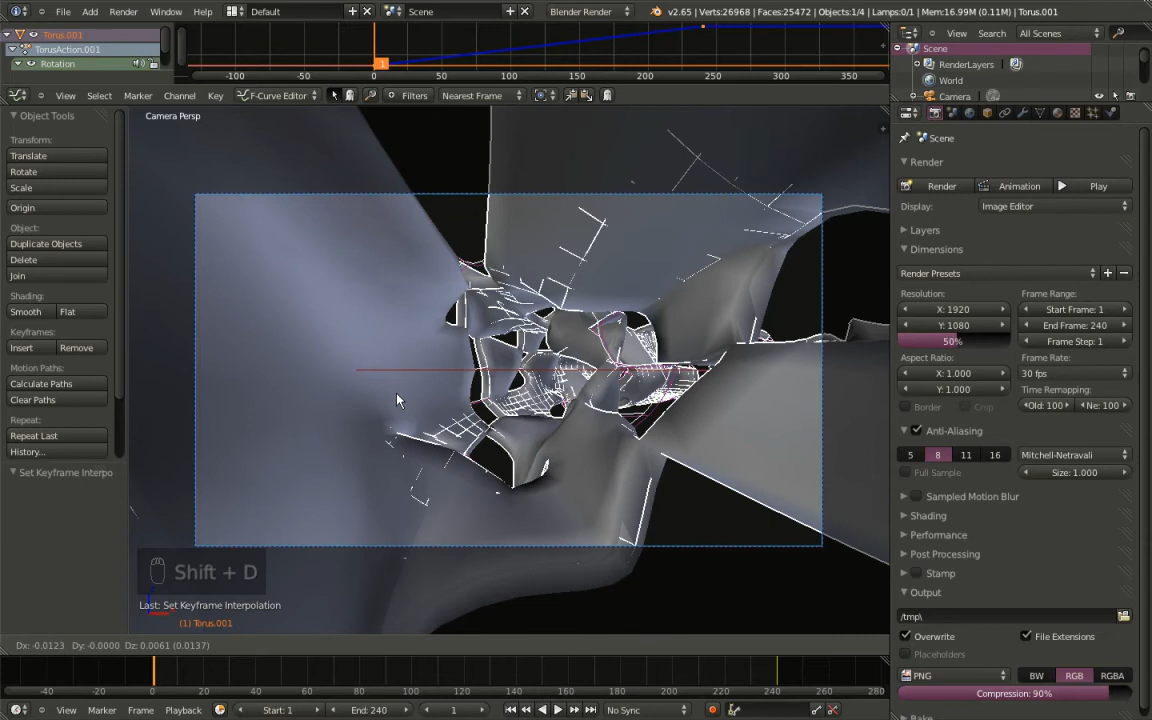 File Add Render Window Help Default Scene Blender Render v2.65 | Verts:26968 | Faces:25472 | Objects:1/4 | Lamps:0/1 | Mem:16.99M (0.11M) | Torus.001
Torus.001
TorusAction.001
Rotation
1
-100 -50 0 50 100 150 200 250 300 350
View Select Marker Channel Key F-Curve Editor Filters Nearest Frame
View Search All Scenes
Scene
RenderLayers
World
Camera
Object Tools
Transform:
Translate
Rotate
Scale
Origin
Object:
Duplicate Objects
Delete
Join
Shading:
Smooth Flat
Keyframes:
Insert Remove
Motion Paths:
Calculate Paths
Clear Paths
Repeat:
Repeat Last
History...
Set Keyframe Interpo
Camera Persp
Shift + D
Last: Set Keyframe Interpolation
(1) Torus.001
Dx: -0.0123 Dy: -0.0000 Dz: 0.0061 (0.0137)
Scene
Render
Render Animation Play
Display: Image Editor
Layers
Dimensions
Render Presets
Resolution: Frame Range:
X: 1920 Start Frame: 1
Y: 1080 End Frame: 240
50% Frame Step: 1
Aspect Ratio: Frame Rate:
X: 1.000 30 fps
Y: 1.000 Time Remapping:
Border Crop Old: 100 Ne: 100
Anti-Aliasing
5 8 11 16 Mitchell-Netravali
Full Sample Size: 1.000
Sampled Motion Blur
Shading
Performance
Post Processing
Stamp
Output
/tmp\
Overwrite File Extensions
Placeholders
PNG BW RGB RGBA
Compression: 90%
Bake
-40 -20 0 20 40 60 80 100 120 140 160 180 200 220 240 260 280
View Marker Frame Playback Start: 1 End: 240 1 No Sync